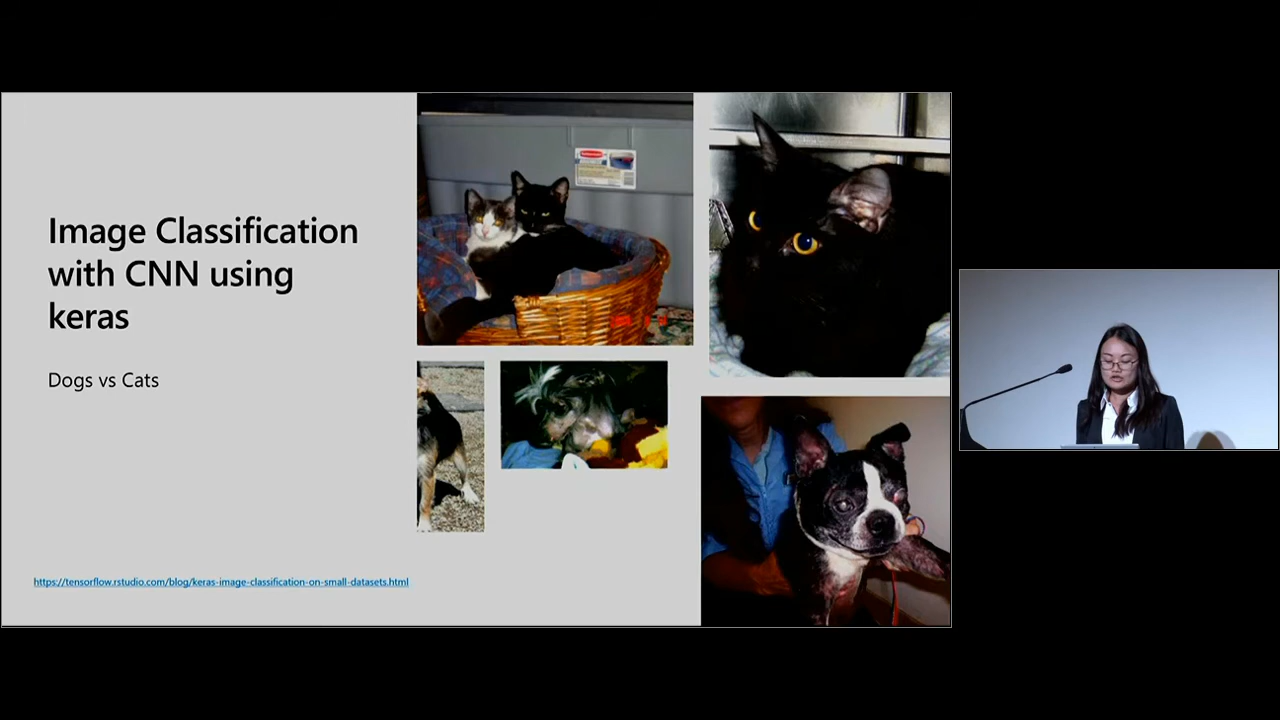 Image Classification
with CNN using
keras
Dogs vs Cats
https://tensorflow.rstudio.com/blog/keras-image-classification-on-small-datasets.html